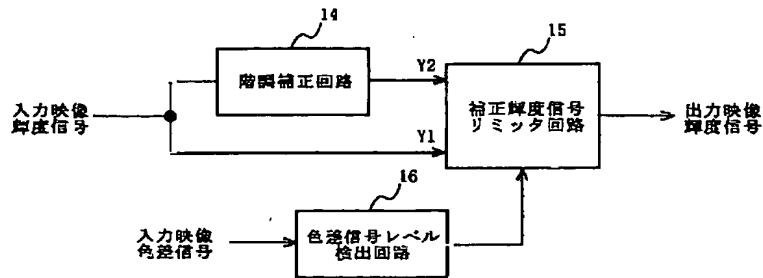 14
15
階調補正回路
Y2
入力映像
輝度信号
補正輝度信号
リミッタ回路
出力映像
輝度信号
Y1
16
入力映像
色差信号
色差信号レベル
検出回路